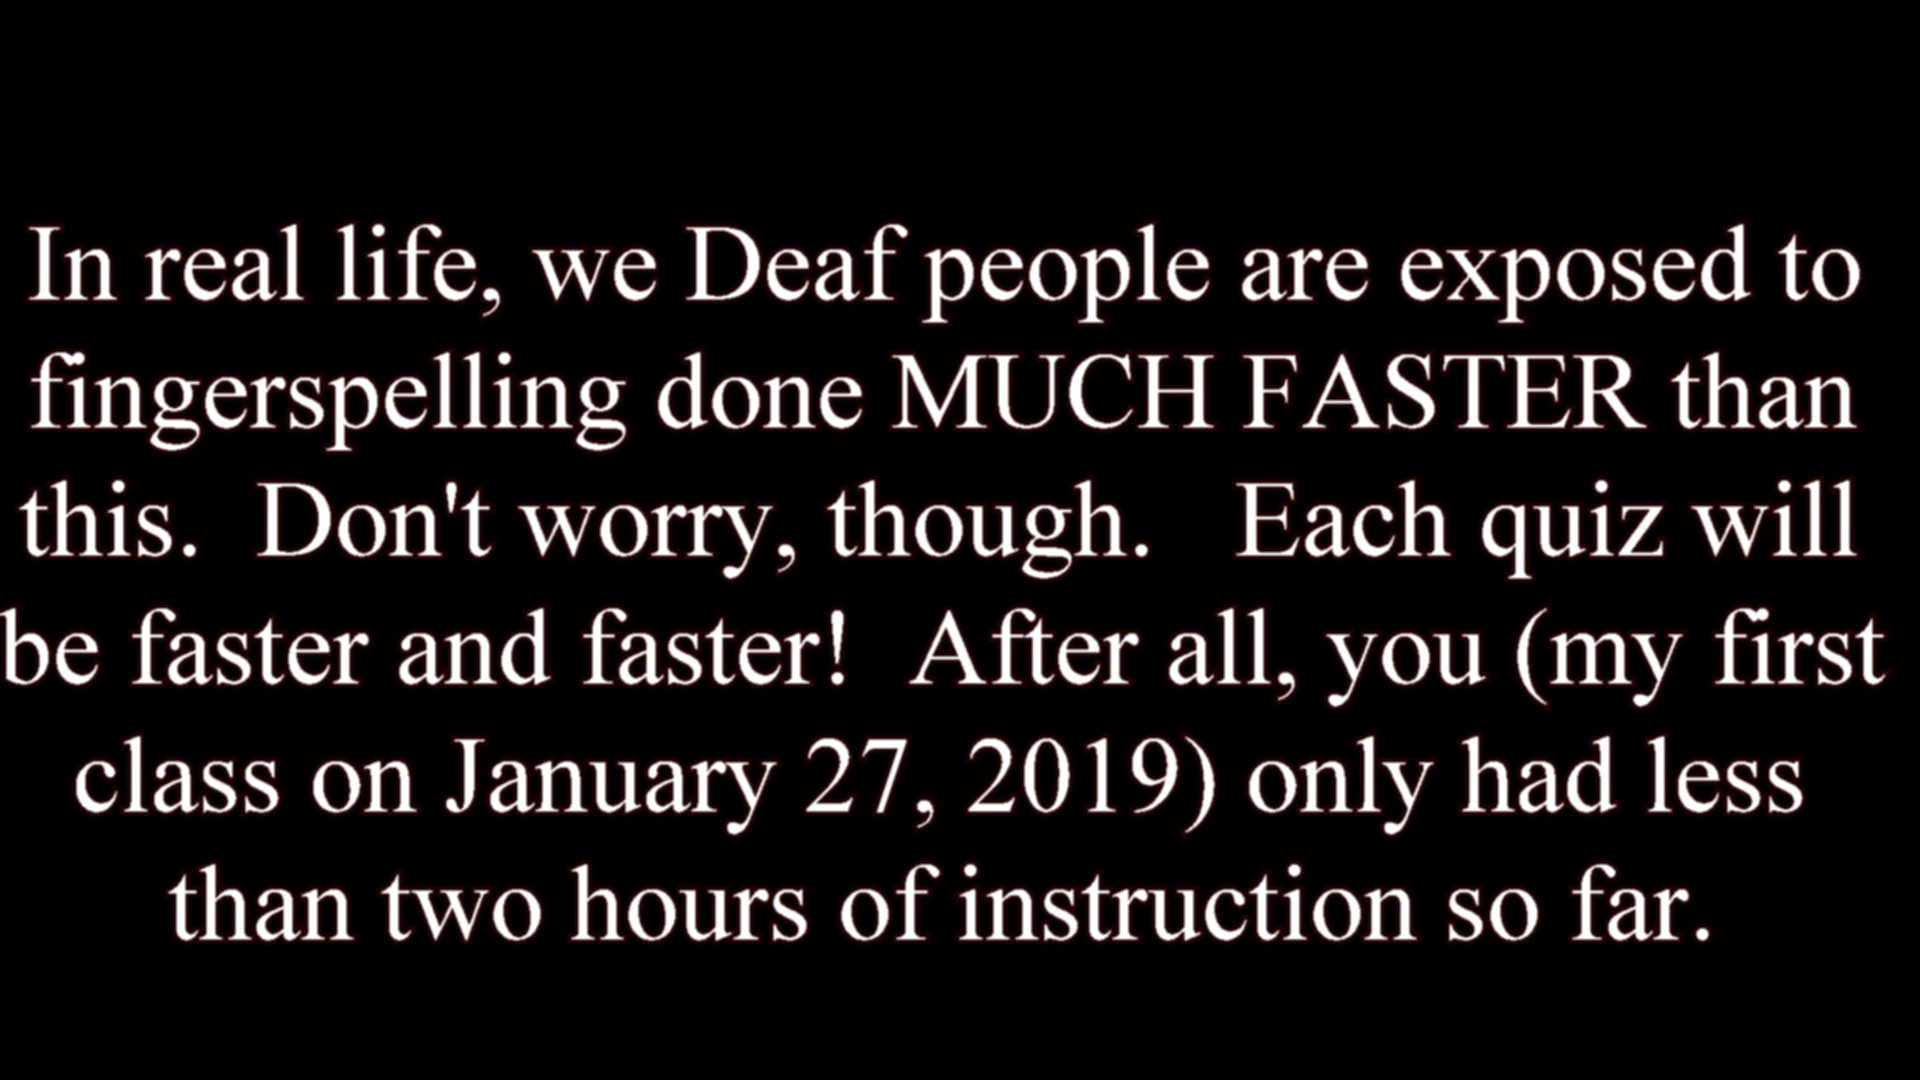 In real life, we Deaf people are exposed to
fingerspelling done MUCH FASTER than
this.  Don't worry, though.   Each quiz will
be faster and faster!  After all, you (my first
class on January 27, 2019) only had less
than two hours of instruction so far.